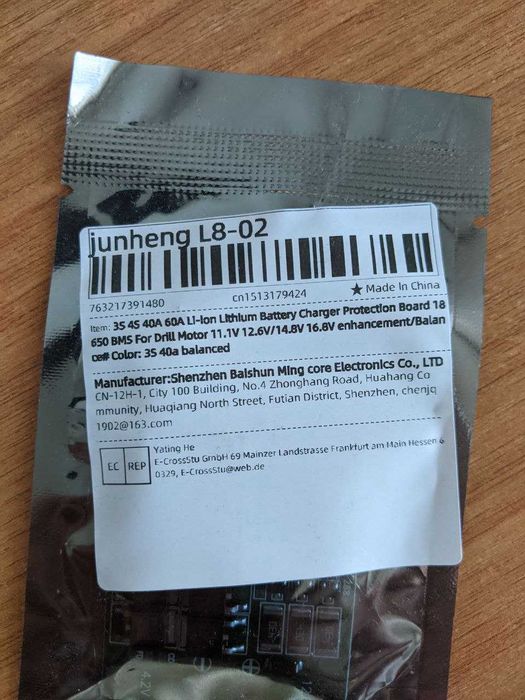 junheng L8-02
763217391480
cn1513179424
★ Made In China
Item: 3S 4S 40A 60A Li-Ion Lithium Battery Charger Protection Board 18
650 BMS For Drill Motor 11.1V 12.6V/14.8V 16.8V enhancement/Balan
ce# Color: 3S 40a balanced
Manufacturer:Shenzhen Baishun Ming core Electronics Co., LTD
CN-12H-1, City 100 Building, No.4 Zhonghang Road, Huahang Co
mmunity, Huaqiang North Street, Futian District, Shenzhen, chenjq
1902@163.com
EC REP
Yating He
E-CrossStu GmbH 69 Mainzer Landstrasse Frankfurt am Main Hessen 6
0329, E-CrossStu@web.de
4.2V